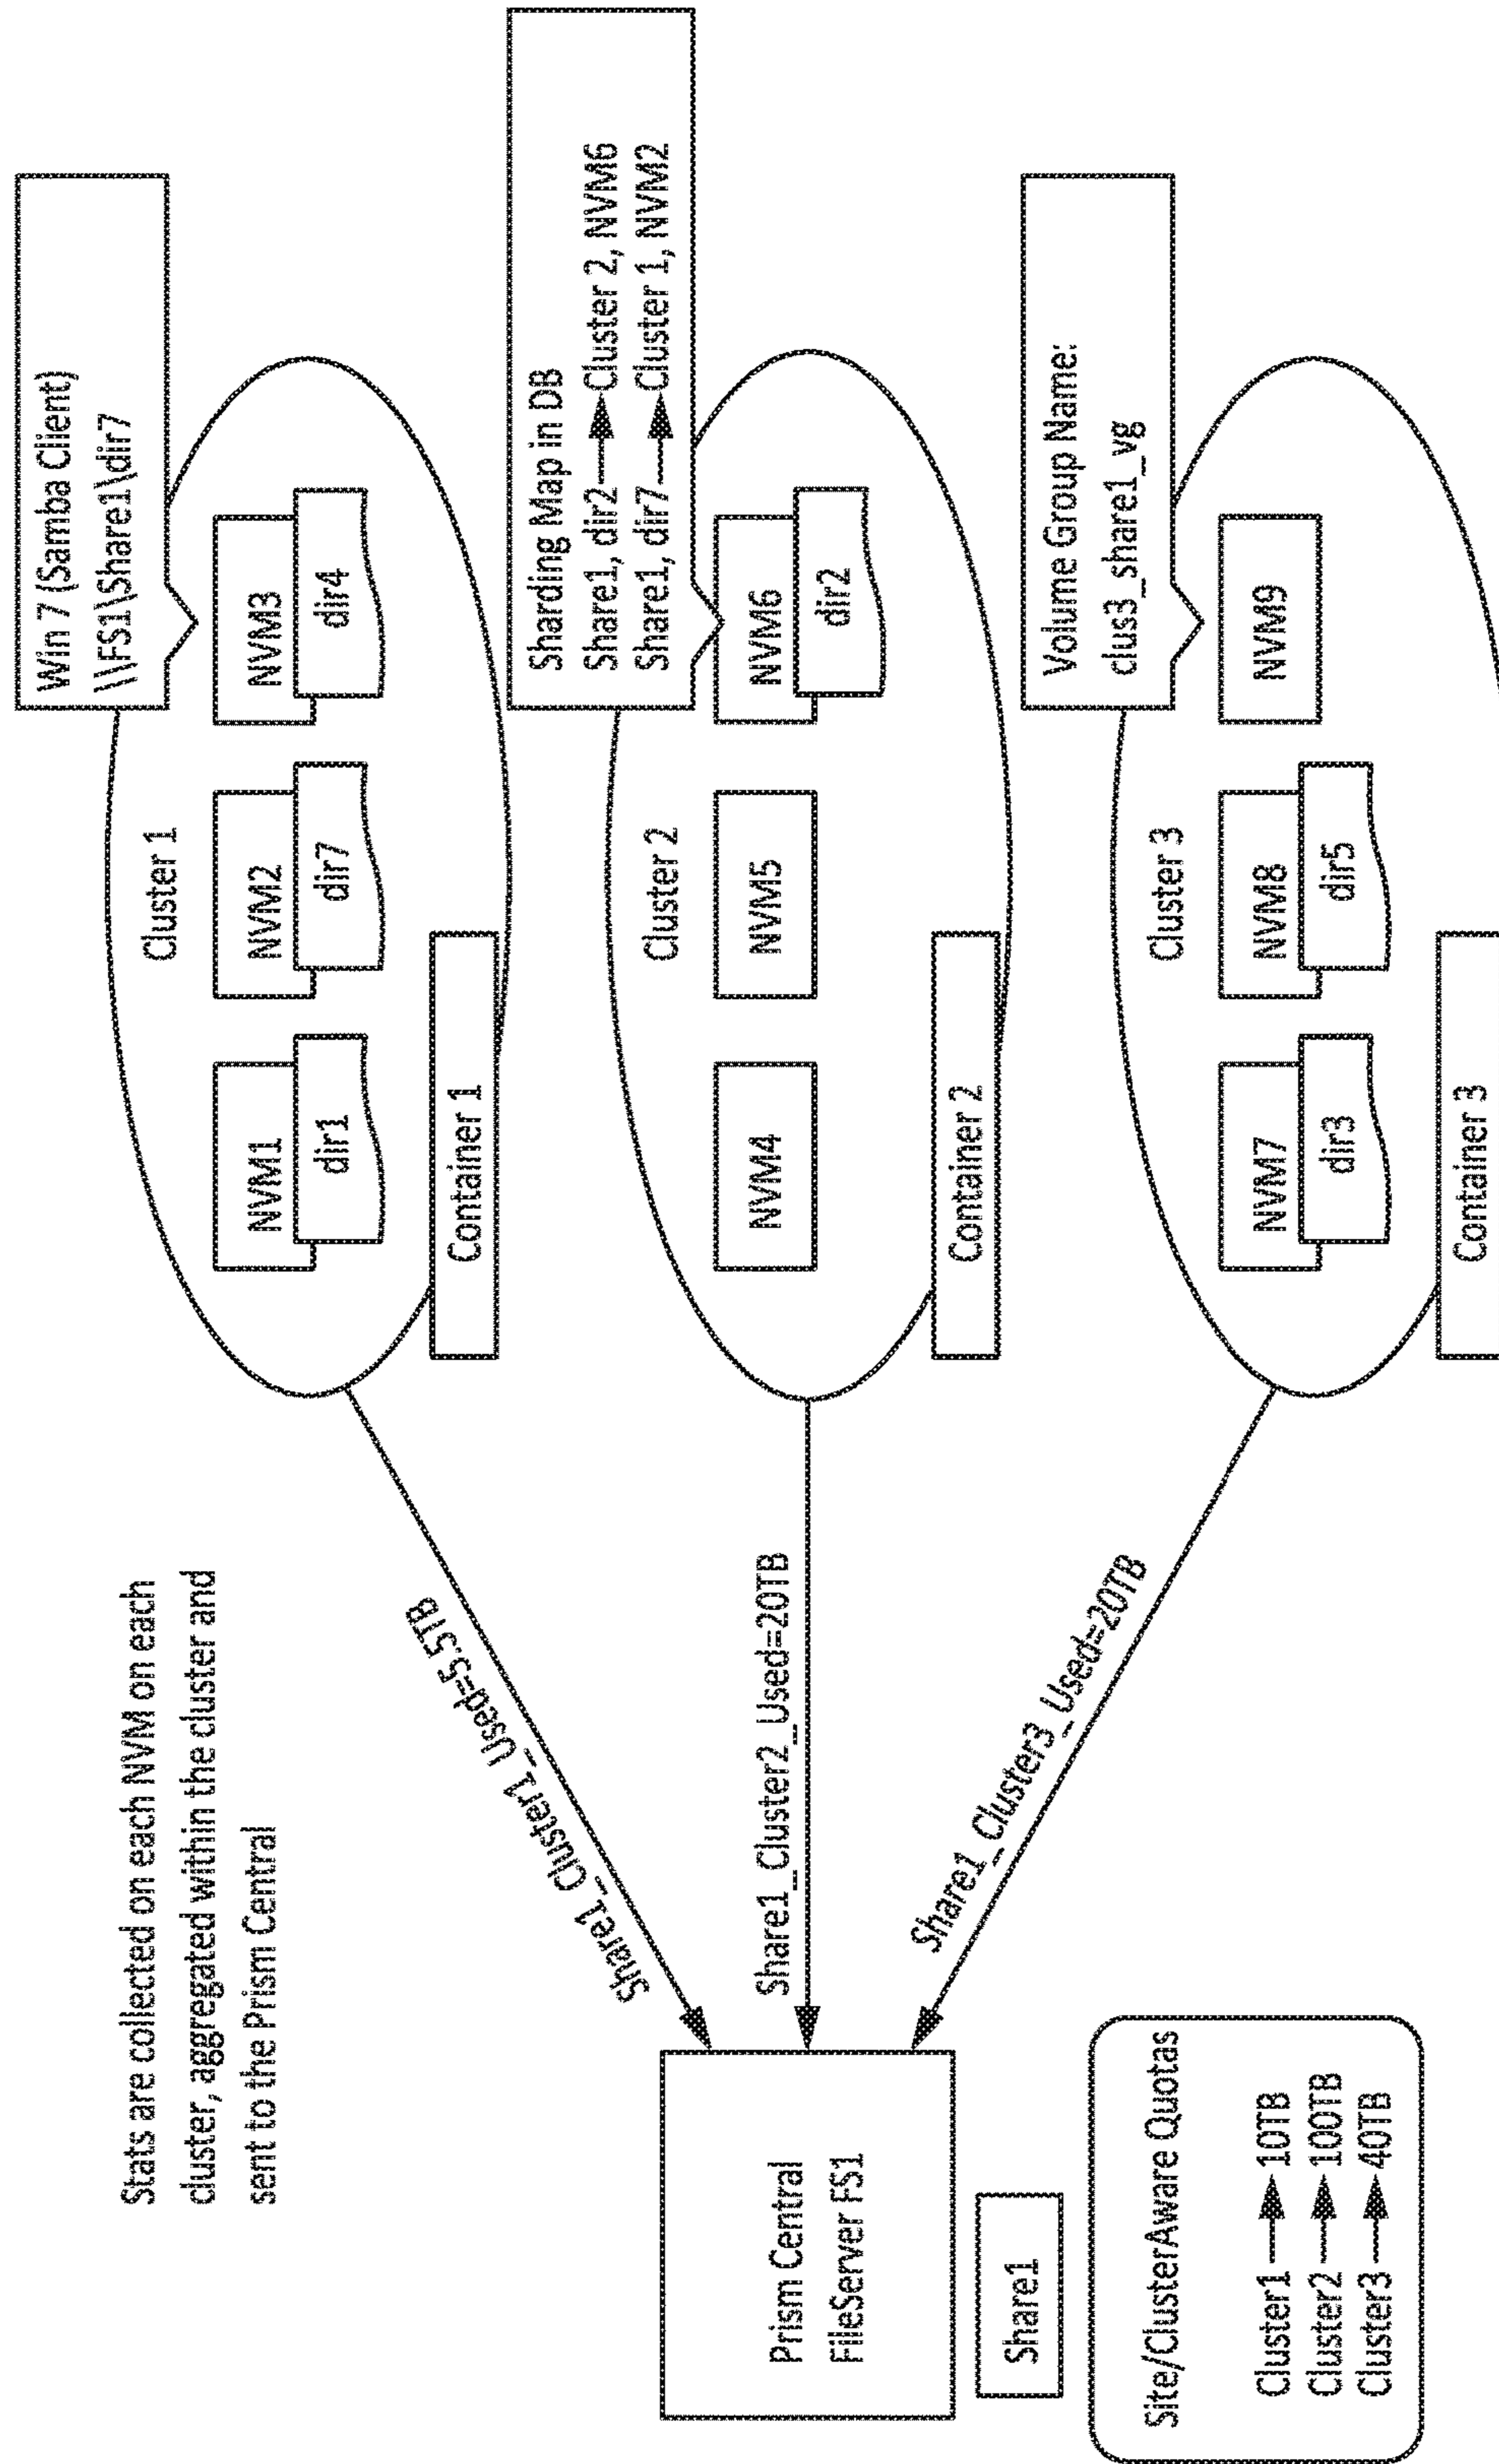 Stats are collected on each NVM on each
cluster, aggregated within the cluster and
sent to the Prism Central
Prism Central
FileServer FS1
Share1
Site/ClusterAware Quotas
Cluster1 → 10TB
Cluster2 → 100TB
Cluster3 → 40TB
Share1_Cluster1_Used=5.5TB
Share1_Cluster2_Used=20TB
Share1_Cluster3_Used=20TB
Win 7 (Samba Client)
\\FS1\Share1\dir7
Cluster 1
NVM1
dir1
NVM2
dir7
NVM3
dir4
Container 1
Sharding Map in DB
Share1, dir2 → Cluster 2, NVM6
Share1, dir7 → Cluster 1, NVM2
Cluster 2
NVM4
NVM5
NVM6
dir2
Container 2
Volume Group Name:
clus3_share1_vg
Cluster 3
NVM7
dir3
NVM8
dir5
NVM9
Container 3